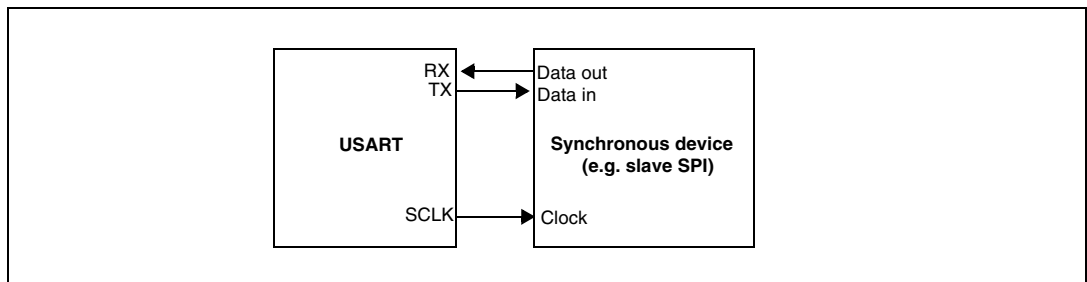 RX
Data out
TX
Data in
USART
Synchronous device
(e.g. slave SPI)
SCLK
Clock